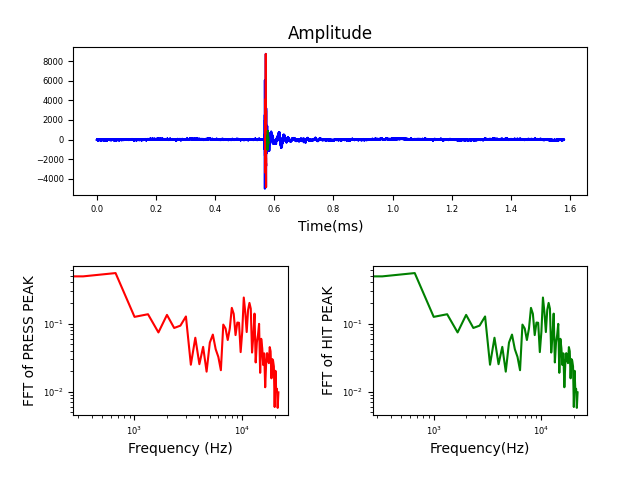 Amplitude
8000
6000
4000
2000
0
−2000
−4000
0.0 0.2 0.4 0.6 0.8 1.0 1.2 1.4 1.6
Time(ms)
FFT of PRESS PEAK
10⁻¹
10⁻²
10³ 10⁴
Frequency (Hz)
FFT of HIT PEAK
10⁻¹
10⁻²
10³ 10⁴
Frequency(Hz)